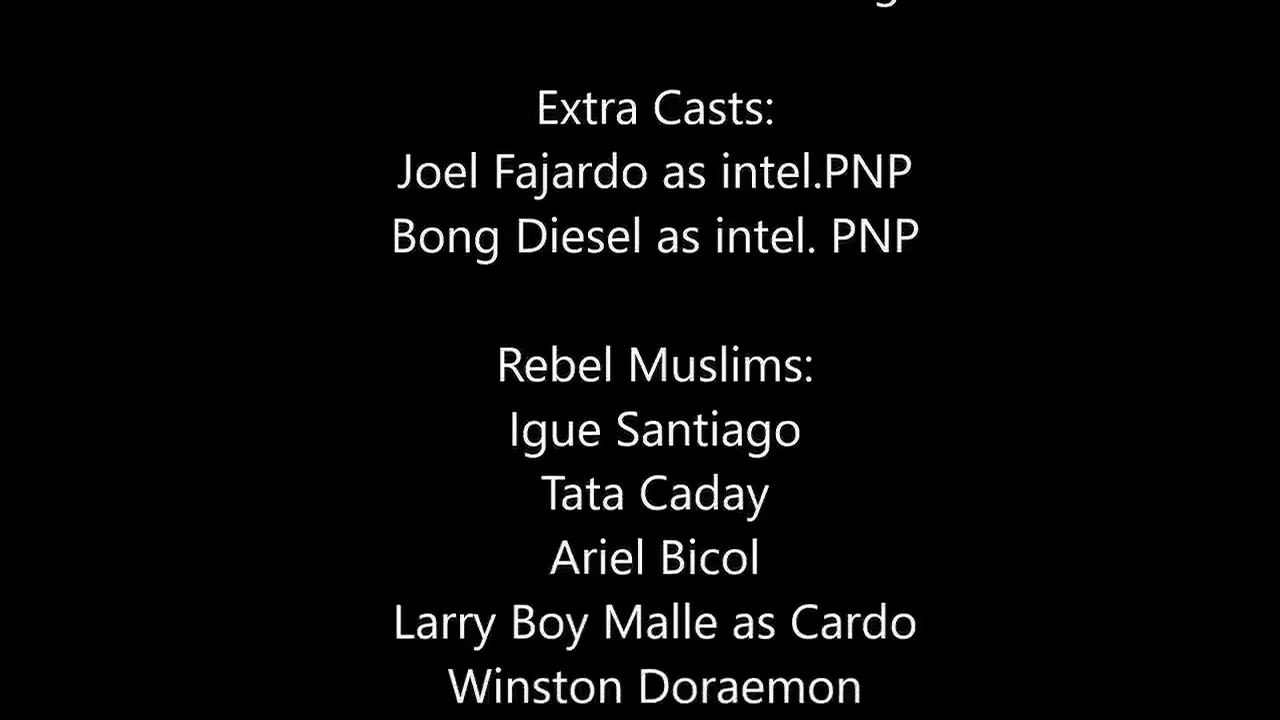 Extra Casts:
Joel Fajardo as intel.PNP
Bong Diesel as intel. PNP
Rebel Muslims:
Igue Santiago
Tata Caday
Ariel Bicol
Larry Boy Malle as Cardo
Winston Doraemon